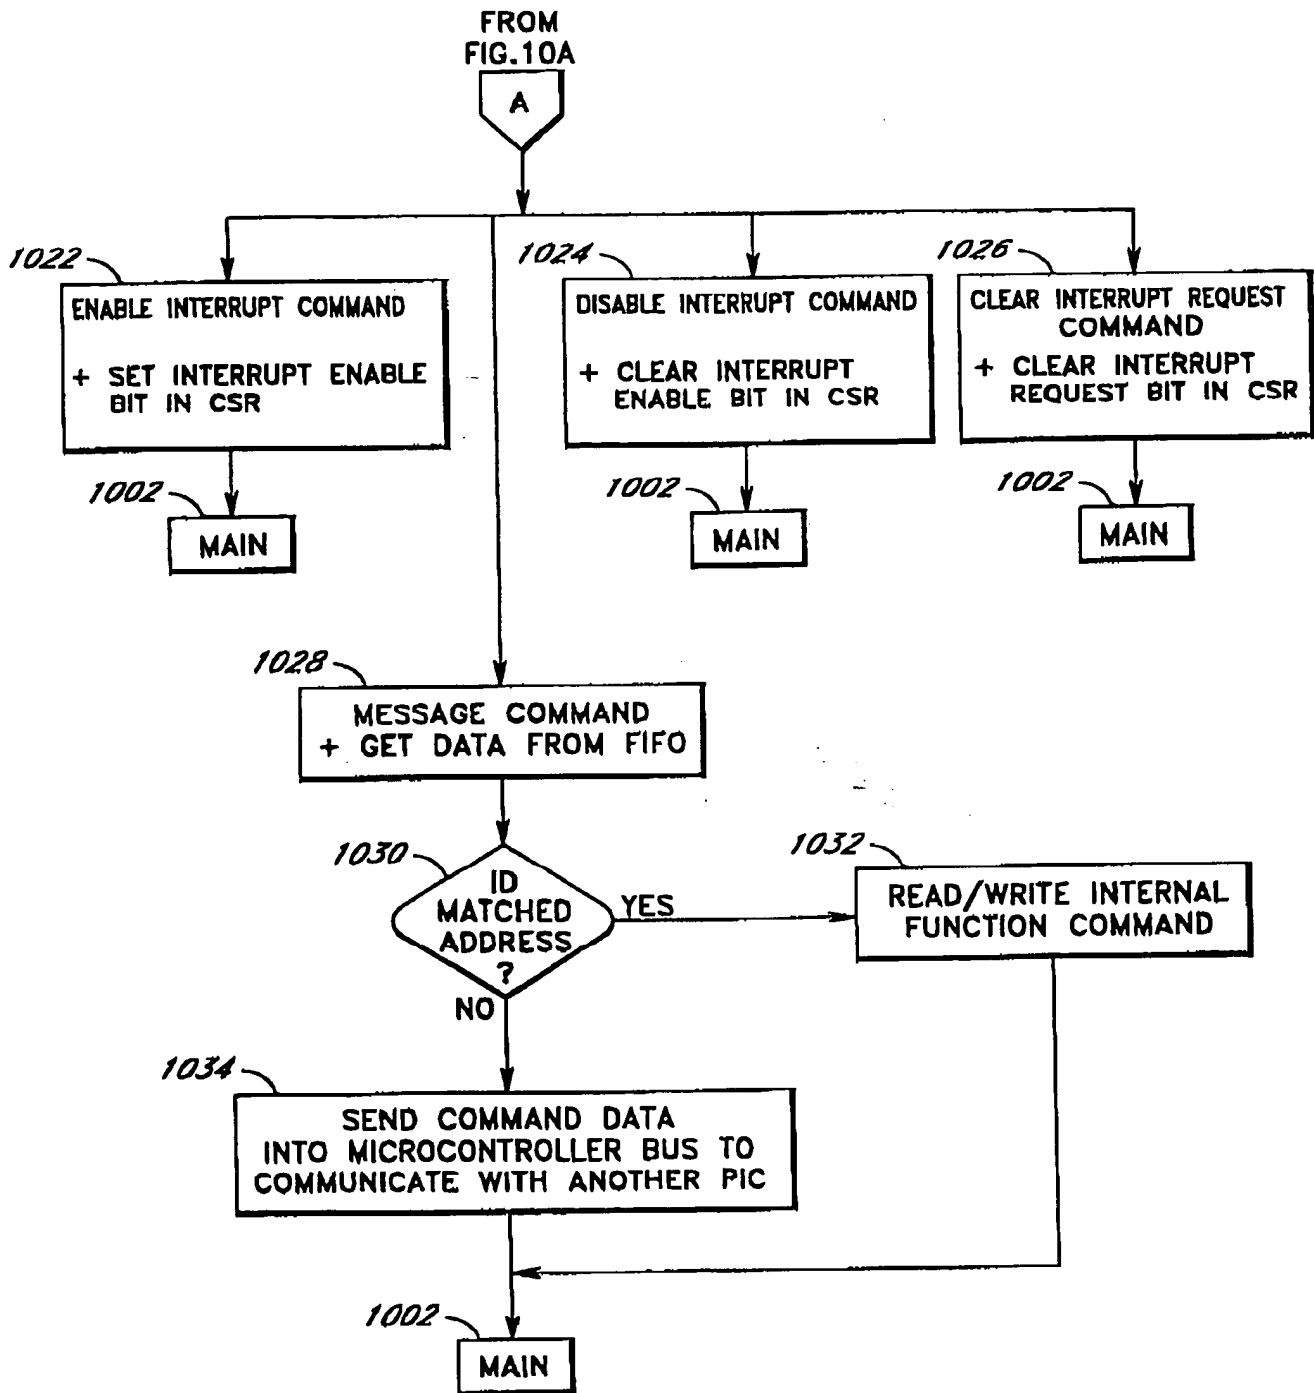 FROM
FIG.10A
A
1022
ENABLE INTERRUPT COMMAND
+ SET INTERRUPT ENABLE
BIT IN CSR
1002
MAIN
1024
DISABLE INTERRUPT COMMAND
+ CLEAR INTERRUPT
ENABLE BIT IN CSR
1002
MAIN
1026
CLEAR INTERRUPT REQUEST
COMMAND
+ CLEAR INTERRUPT
REQUEST BIT IN CSR
1002
MAIN
1028
MESSAGE COMMAND
+ GET DATA FROM FIFO
1030
ID
MATCHED
ADDRESS
?
YES
NO
1032
READ/WRITE INTERNAL
FUNCTION COMMAND
1034
SEND COMMAND DATA
INTO MICROCONTROLLER BUS TO
COMMUNICATE WITH ANOTHER PIC
1002
MAIN